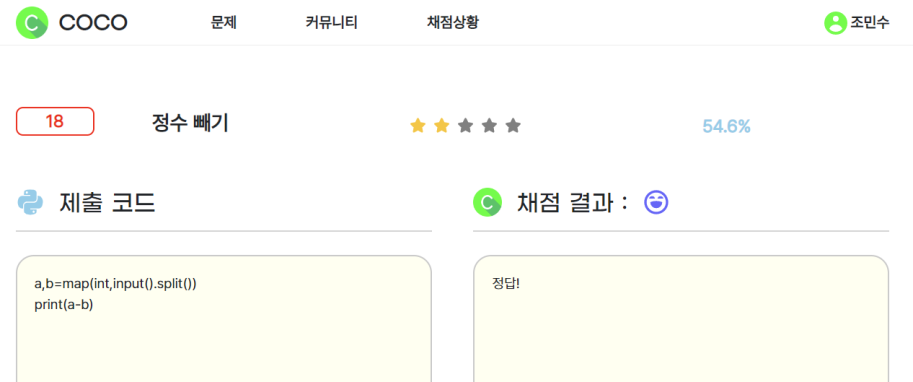 COCO 문제 커뮤니티 채점상황 조민수
18 정수 빼기 54.6%
제출 코드
채점 결과 :
a,b=map(int,input().split())
print(a-b)
정답!